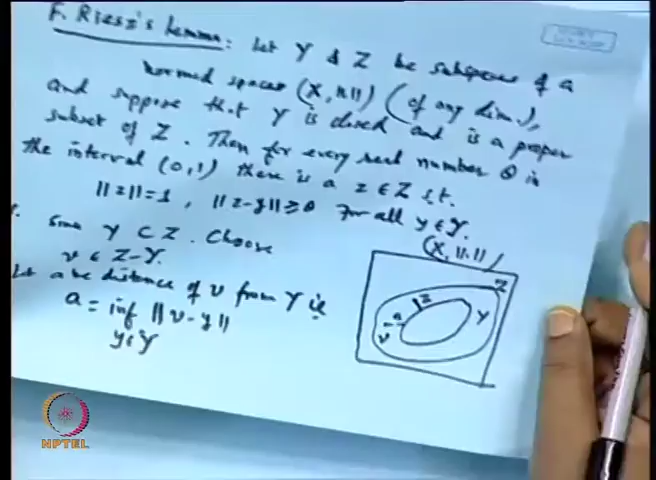 F. Riesz's Lemma: Let Y & Z be subspaces of a
normed spaces (X, ||.||) (of any dim.),
and suppose that Y is closed and is a proper
subset of Z. Then for every real number θ in
the interval (0,1) there is a z ∈ Z s.t.
||z||=1, ||z-y||≥θ for all y ∈ Y.
Y ⊂ Z. Choose
v ∈ Z-Y.
Let a be distance of v from Y ie
a = inf ||v-y||
y∈Y
(X, ||.||)
Z
z
Y
a
v
NPTEL